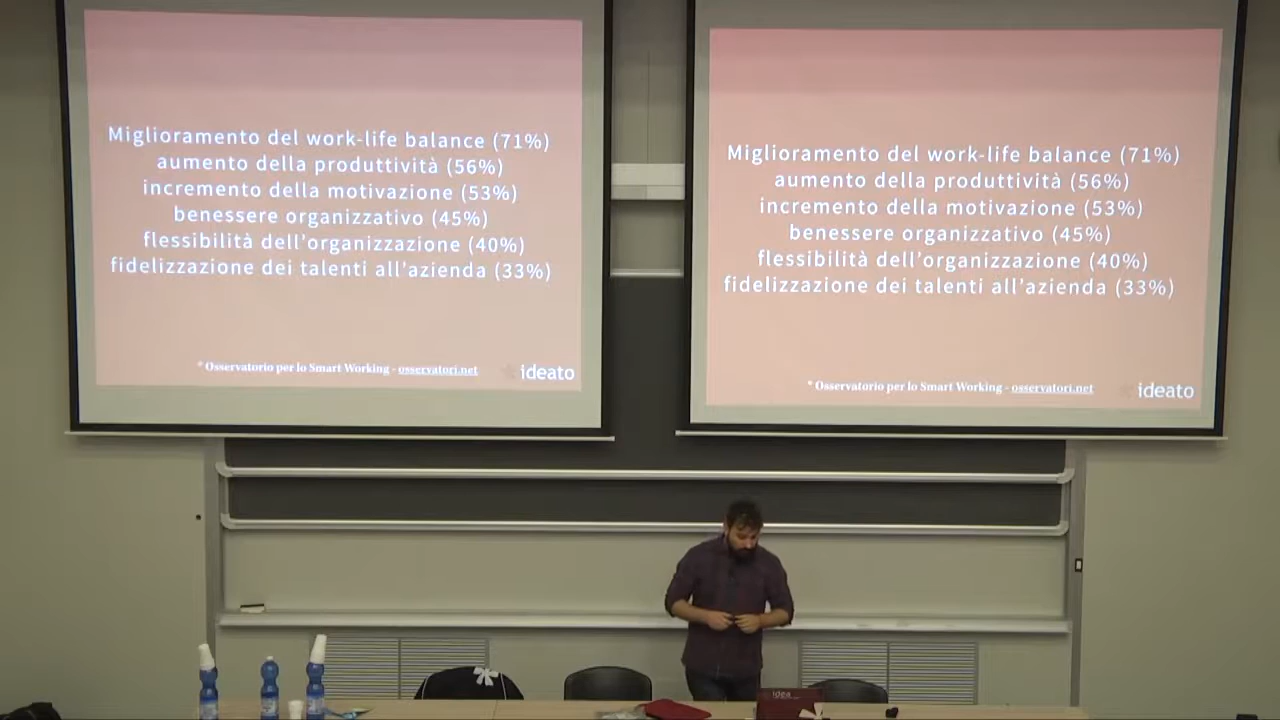 Miglioramento del work-life balance (71%)
aumento della produttività (56%)
incremento della motivazione (53%)
benessere organizzativo (45%)
flessibilità dell'organizzazione (40%)
fidelizzazione dei talenti all'azienda (33%)
* Osservatorio per lo Smart Working - osservatori.net
ideato
Miglioramento del work-life balance (71%)
aumento della produttività (56%)
incremento della motivazione (53%)
benessere organizzativo (45%)
flessibilità dell'organizzazione (40%)
fidelizzazione dei talenti all'azienda (33%)
* Osservatorio per lo Smart Working - osservatori.net
ideato
idea